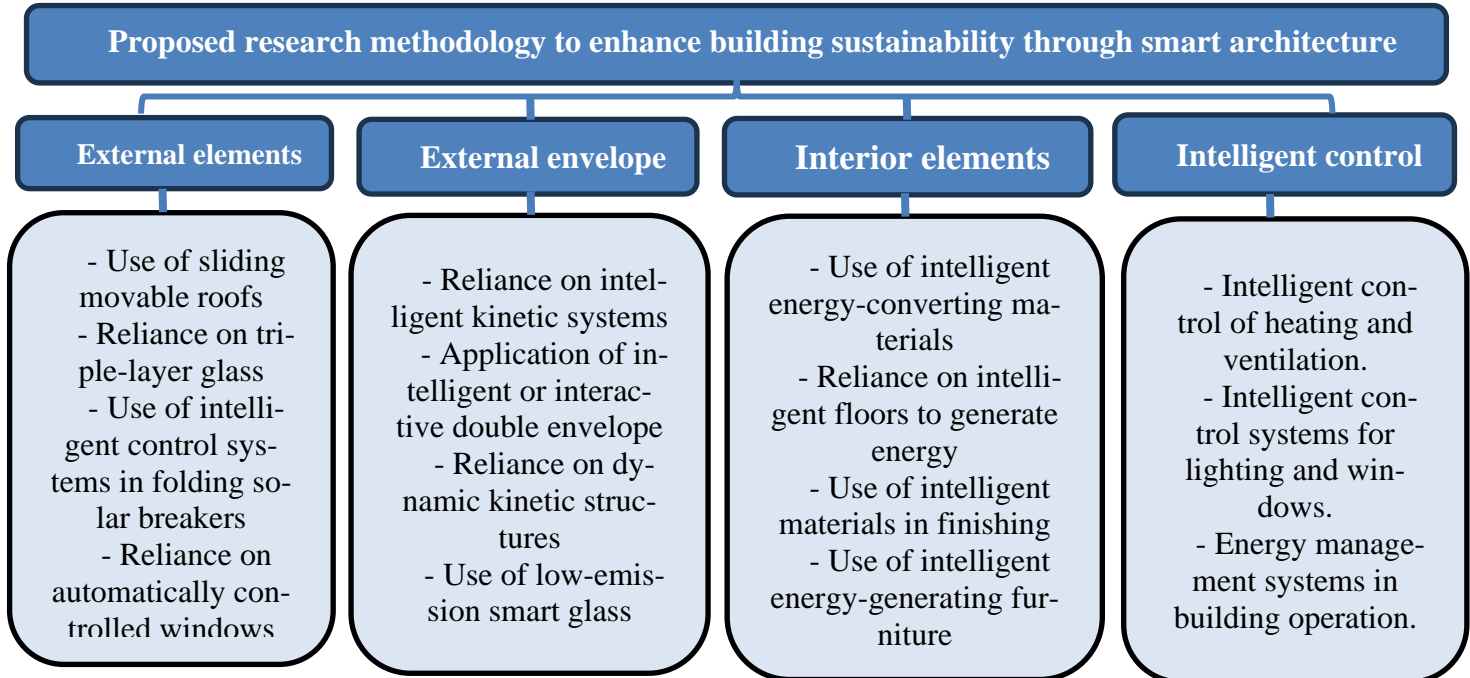 Proposed research methodology to enhance building sustainability through smart architecture
External elements
- Use of sliding
movable roofs
- Reliance on tri-
ple-layer glass
- Use of intelli-
gent control sys-
tems in folding so-
lar breakers
- Reliance on
automatically con-
trolled windows
External envelope
- Reliance on intel-
ligent kinetic systems
- Application of in-
telligent or interac-
tive double envelope
- Reliance on dy-
namic kinetic struc-
tures
- Use of low-emis-
sion smart glass
Interior elements
- Use of intelligent
energy-converting ma-
terials
- Reliance on intelli-
gent floors to generate
energy
- Use of intelligent
materials in finishing
- Use of intelligent
energy-generating fur-
niture
Intelligent control
- Intelligent con-
trol of heating and
ventilation.
- Intelligent con-
trol systems for
lighting and win-
dows.
- Energy manage-
ment systems in
building operation.